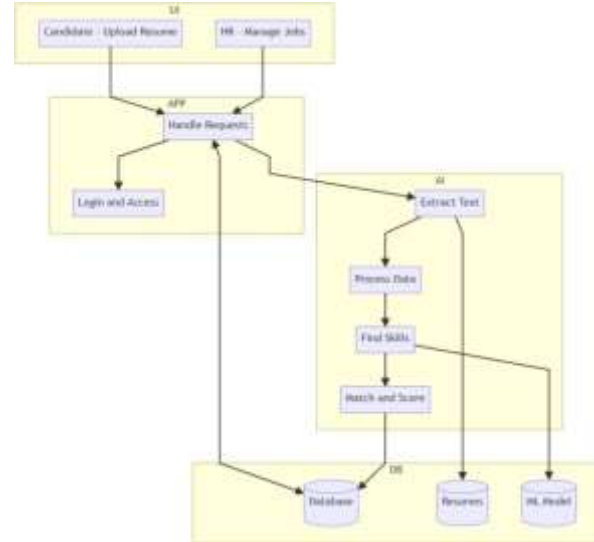 UI
Candidate - Upload Resume
HR - Manage Jobs
APP
Handle Requests
Login and Access
AI
Extract Text
Process Data
Find Skills
Match and Score
DB
Database
Resumes
ML Model